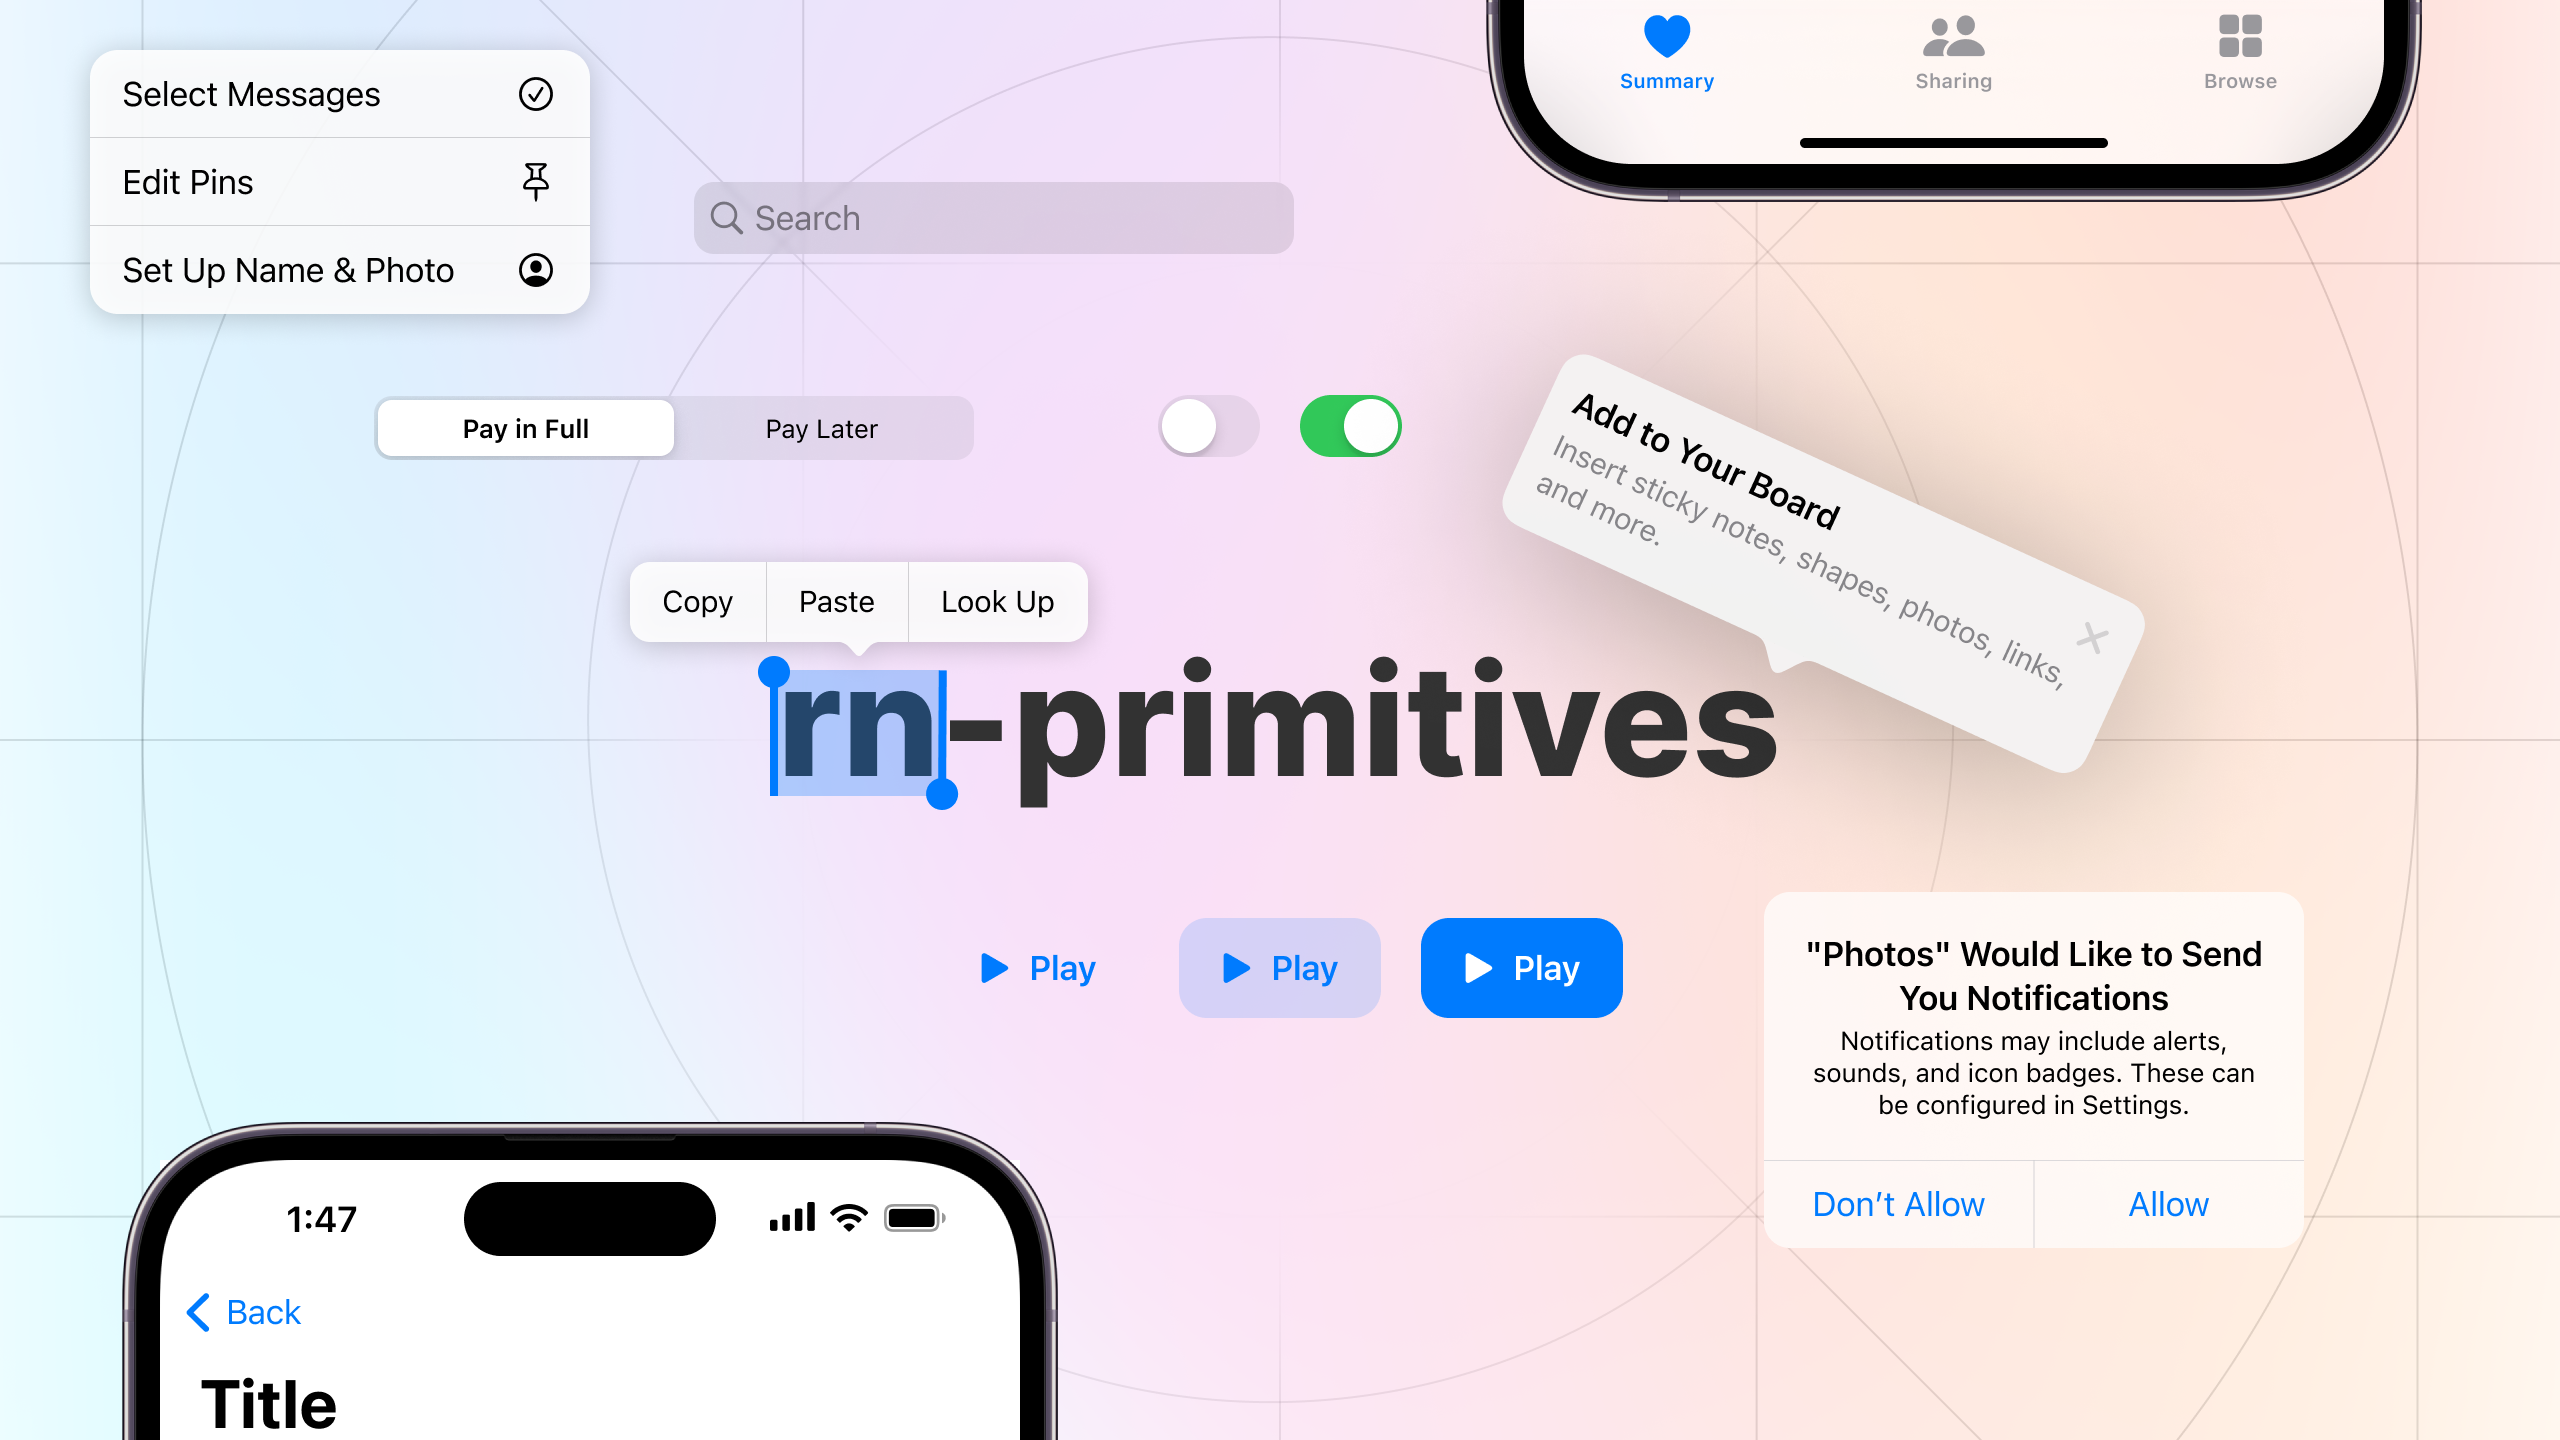 Summary
Sharing
Browse
Select Messages
Edit Pins
Set Up Name & Photo
Search
Pay in Full
Pay Later
Add to Your Board
Insert sticky notes, shapes, photos, links,
and more.
Copy
Paste
Look Up
rn-primitives
Play
Play
Play
"Photos" Would Like to Send
You Notifications
Notifications may include alerts,
sounds, and icon badges. These can
be configured in Settings.
Don’t Allow
Allow
1:47
Back
Title